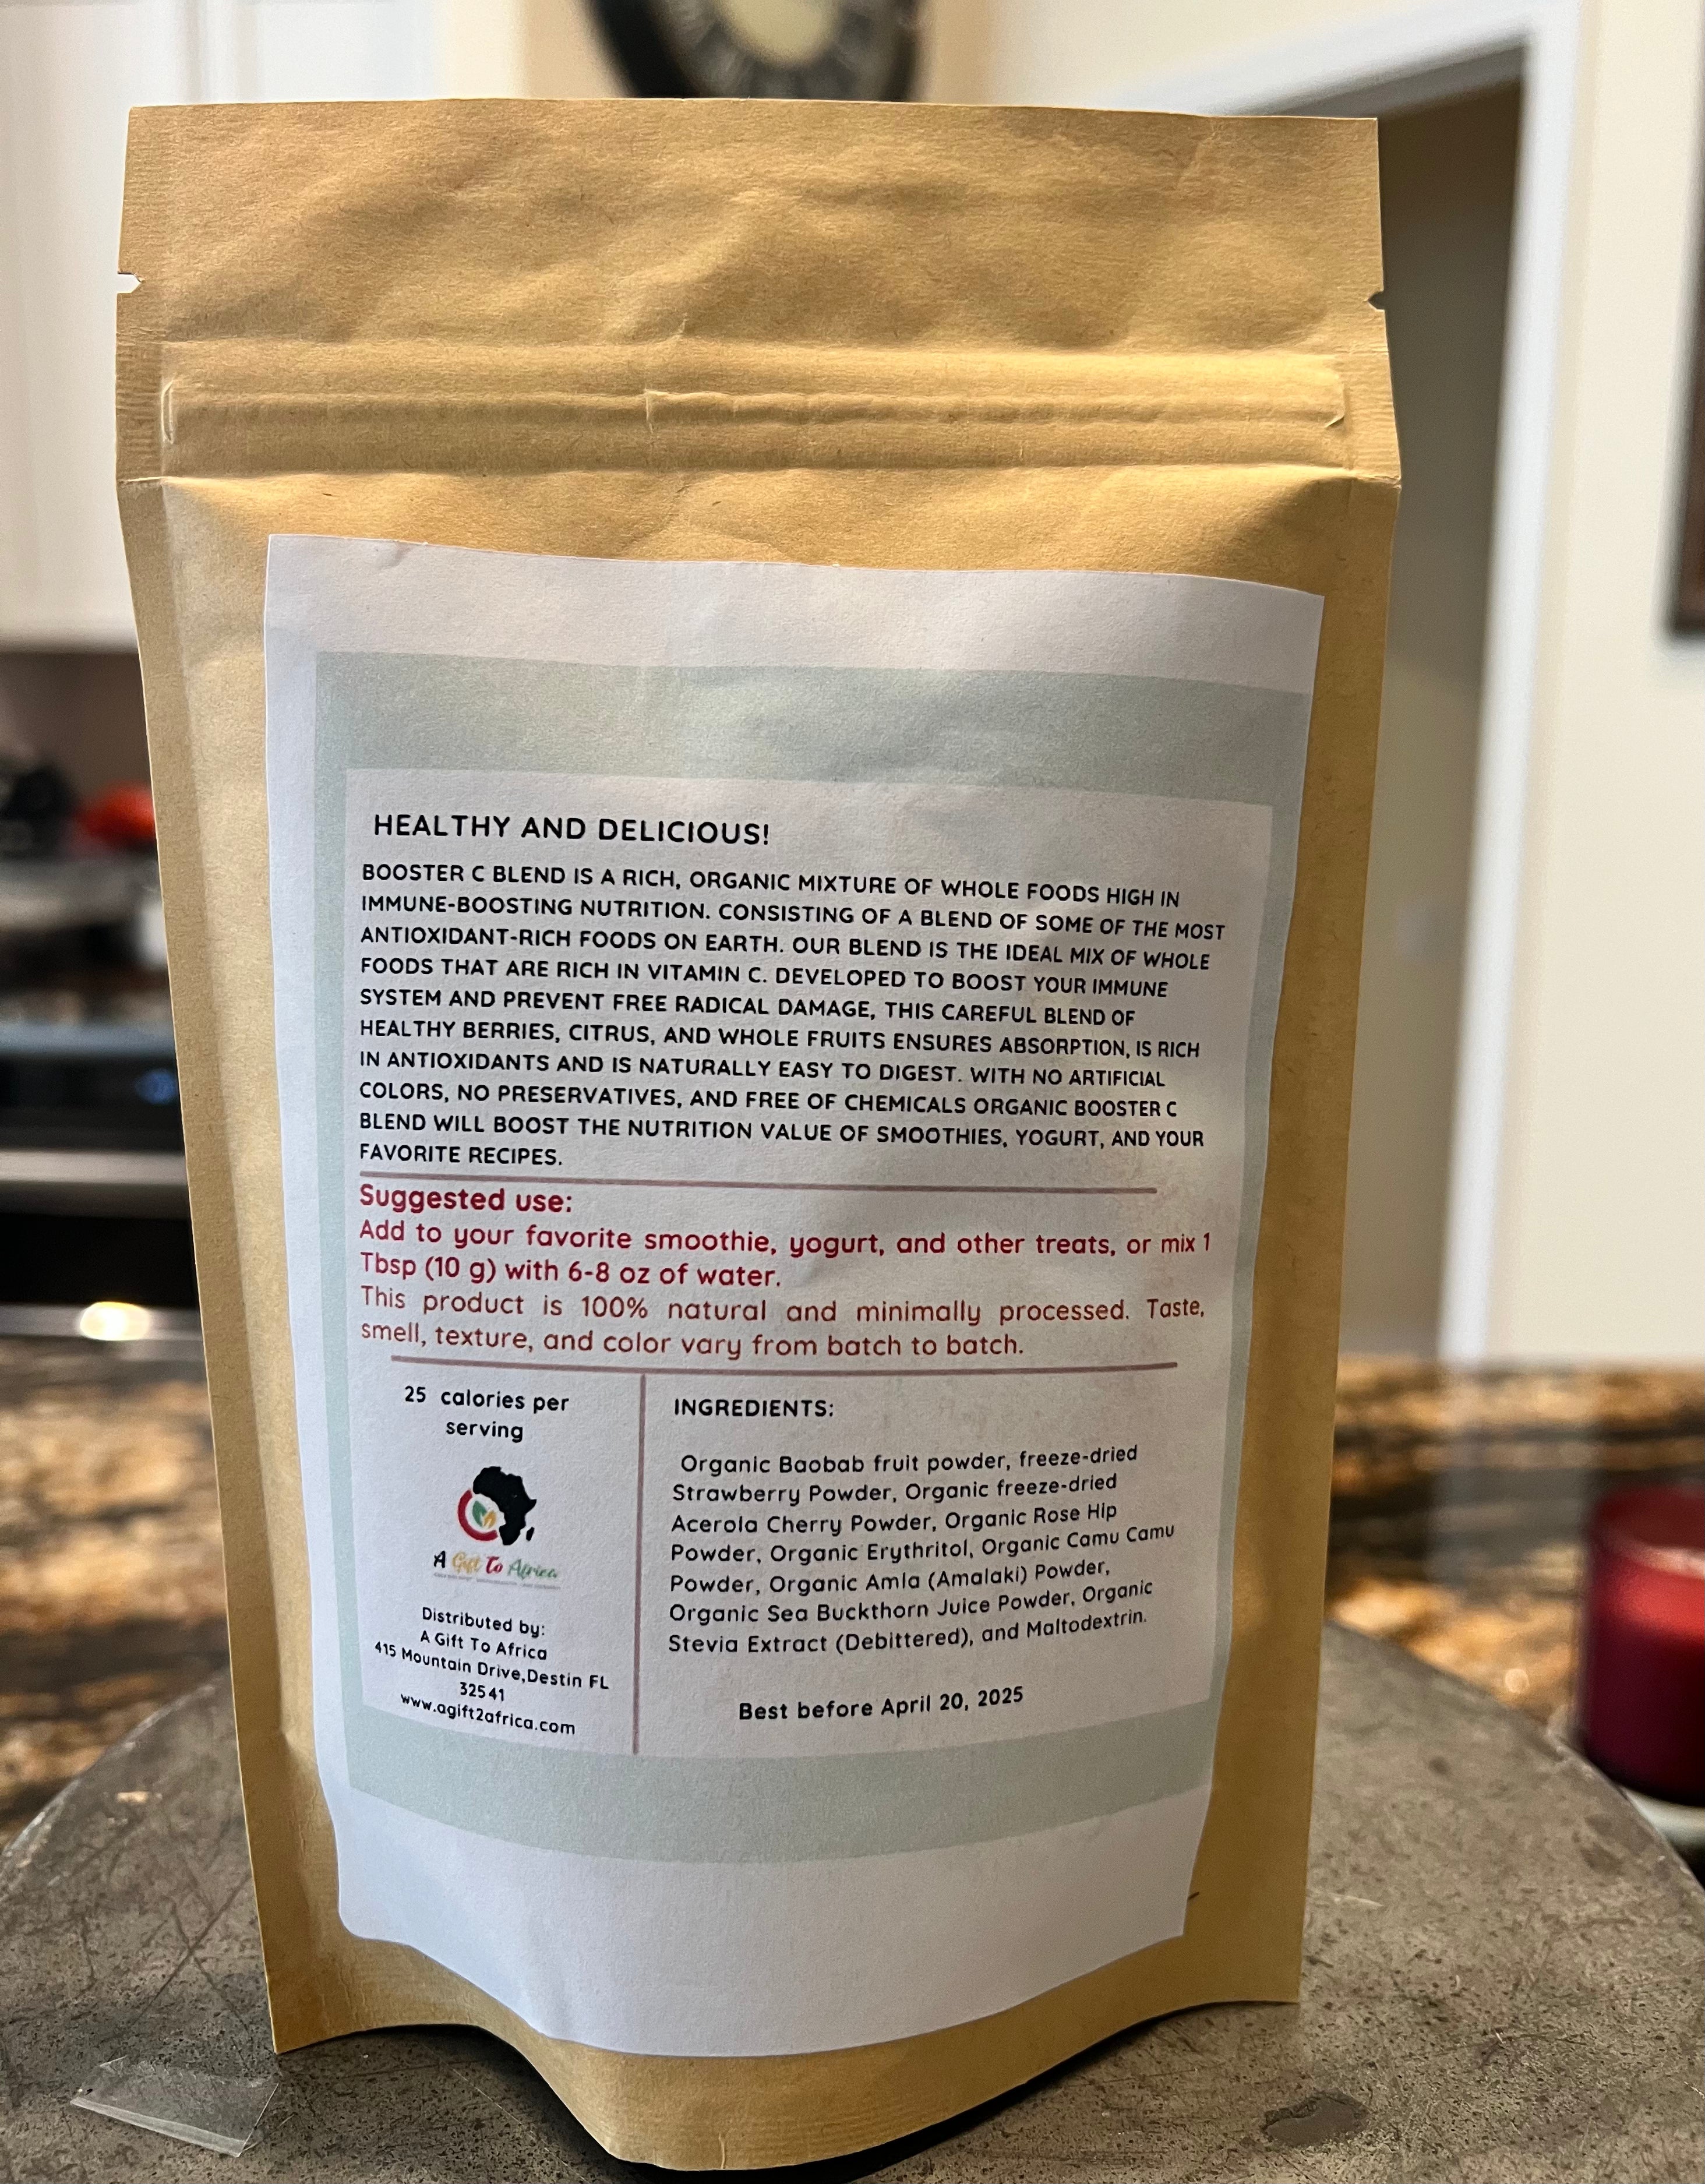 HEALTHY AND DELICIOUS!
BOOSTER C BLEND IS A RICH, ORGANIC MIXTURE OF WHOLE FOODS HIGH IN
IMMUNE-BOOSTING NUTRITION. CONSISTING OF A BLEND OF SOME OF THE MOST
ANTIOXIDANT-RICH FOODS ON EARTH. OUR BLEND IS THE IDEAL MIX OF WHOLE
FOODS THAT ARE RICH IN VITAMIN C. DEVELOPED TO BOOST YOUR IMMUNE
SYSTEM AND PREVENT FREE RADICAL DAMAGE, THIS CAREFUL BLEND OF
HEALTHY BERRIES, CITRUS, AND WHOLE FRUITS ENSURES ABSORPTION, IS RICH
IN ANTIOXIDANTS AND IS NATURALLY EASY TO DIGEST. WITH NO ARTIFICIAL
COLORS, NO PRESERVATIVES, AND FREE OF CHEMICALS ORGANIC BOOSTER C
BLEND WILL BOOST THE NUTRITION VALUE OF SMOOTHIES, YOGURT, AND YOUR
FAVORITE RECIPES.
Suggested use:
Add to your favorite smoothie, yogurt, and other treats, or mix 1
Tbsp (10 g) with 6-8 oz of water.
This product is 100% natural and minimally processed. Taste,
smell, texture, and color vary from batch to batch.
25 calories per
serving
A Gift To Africa
Distributed by:
A Gift To Africa
415 Mountain Drive,Destin FL
32541
www.agift2africa.com
INGREDIENTS:
Organic Baobab fruit powder, freeze-dried
Strawberry Powder, Organic freeze-dried
Acerola Cherry Powder, Organic Rose Hip
Powder, Organic Erythritol, Organic Camu Camu
Powder, Organic Amla (Amalaki) Powder,
Organic Sea Buckthorn Juice Powder, Organic
Stevia Extract (Debittered), and Maltodextrin.
Best before April 20, 2025